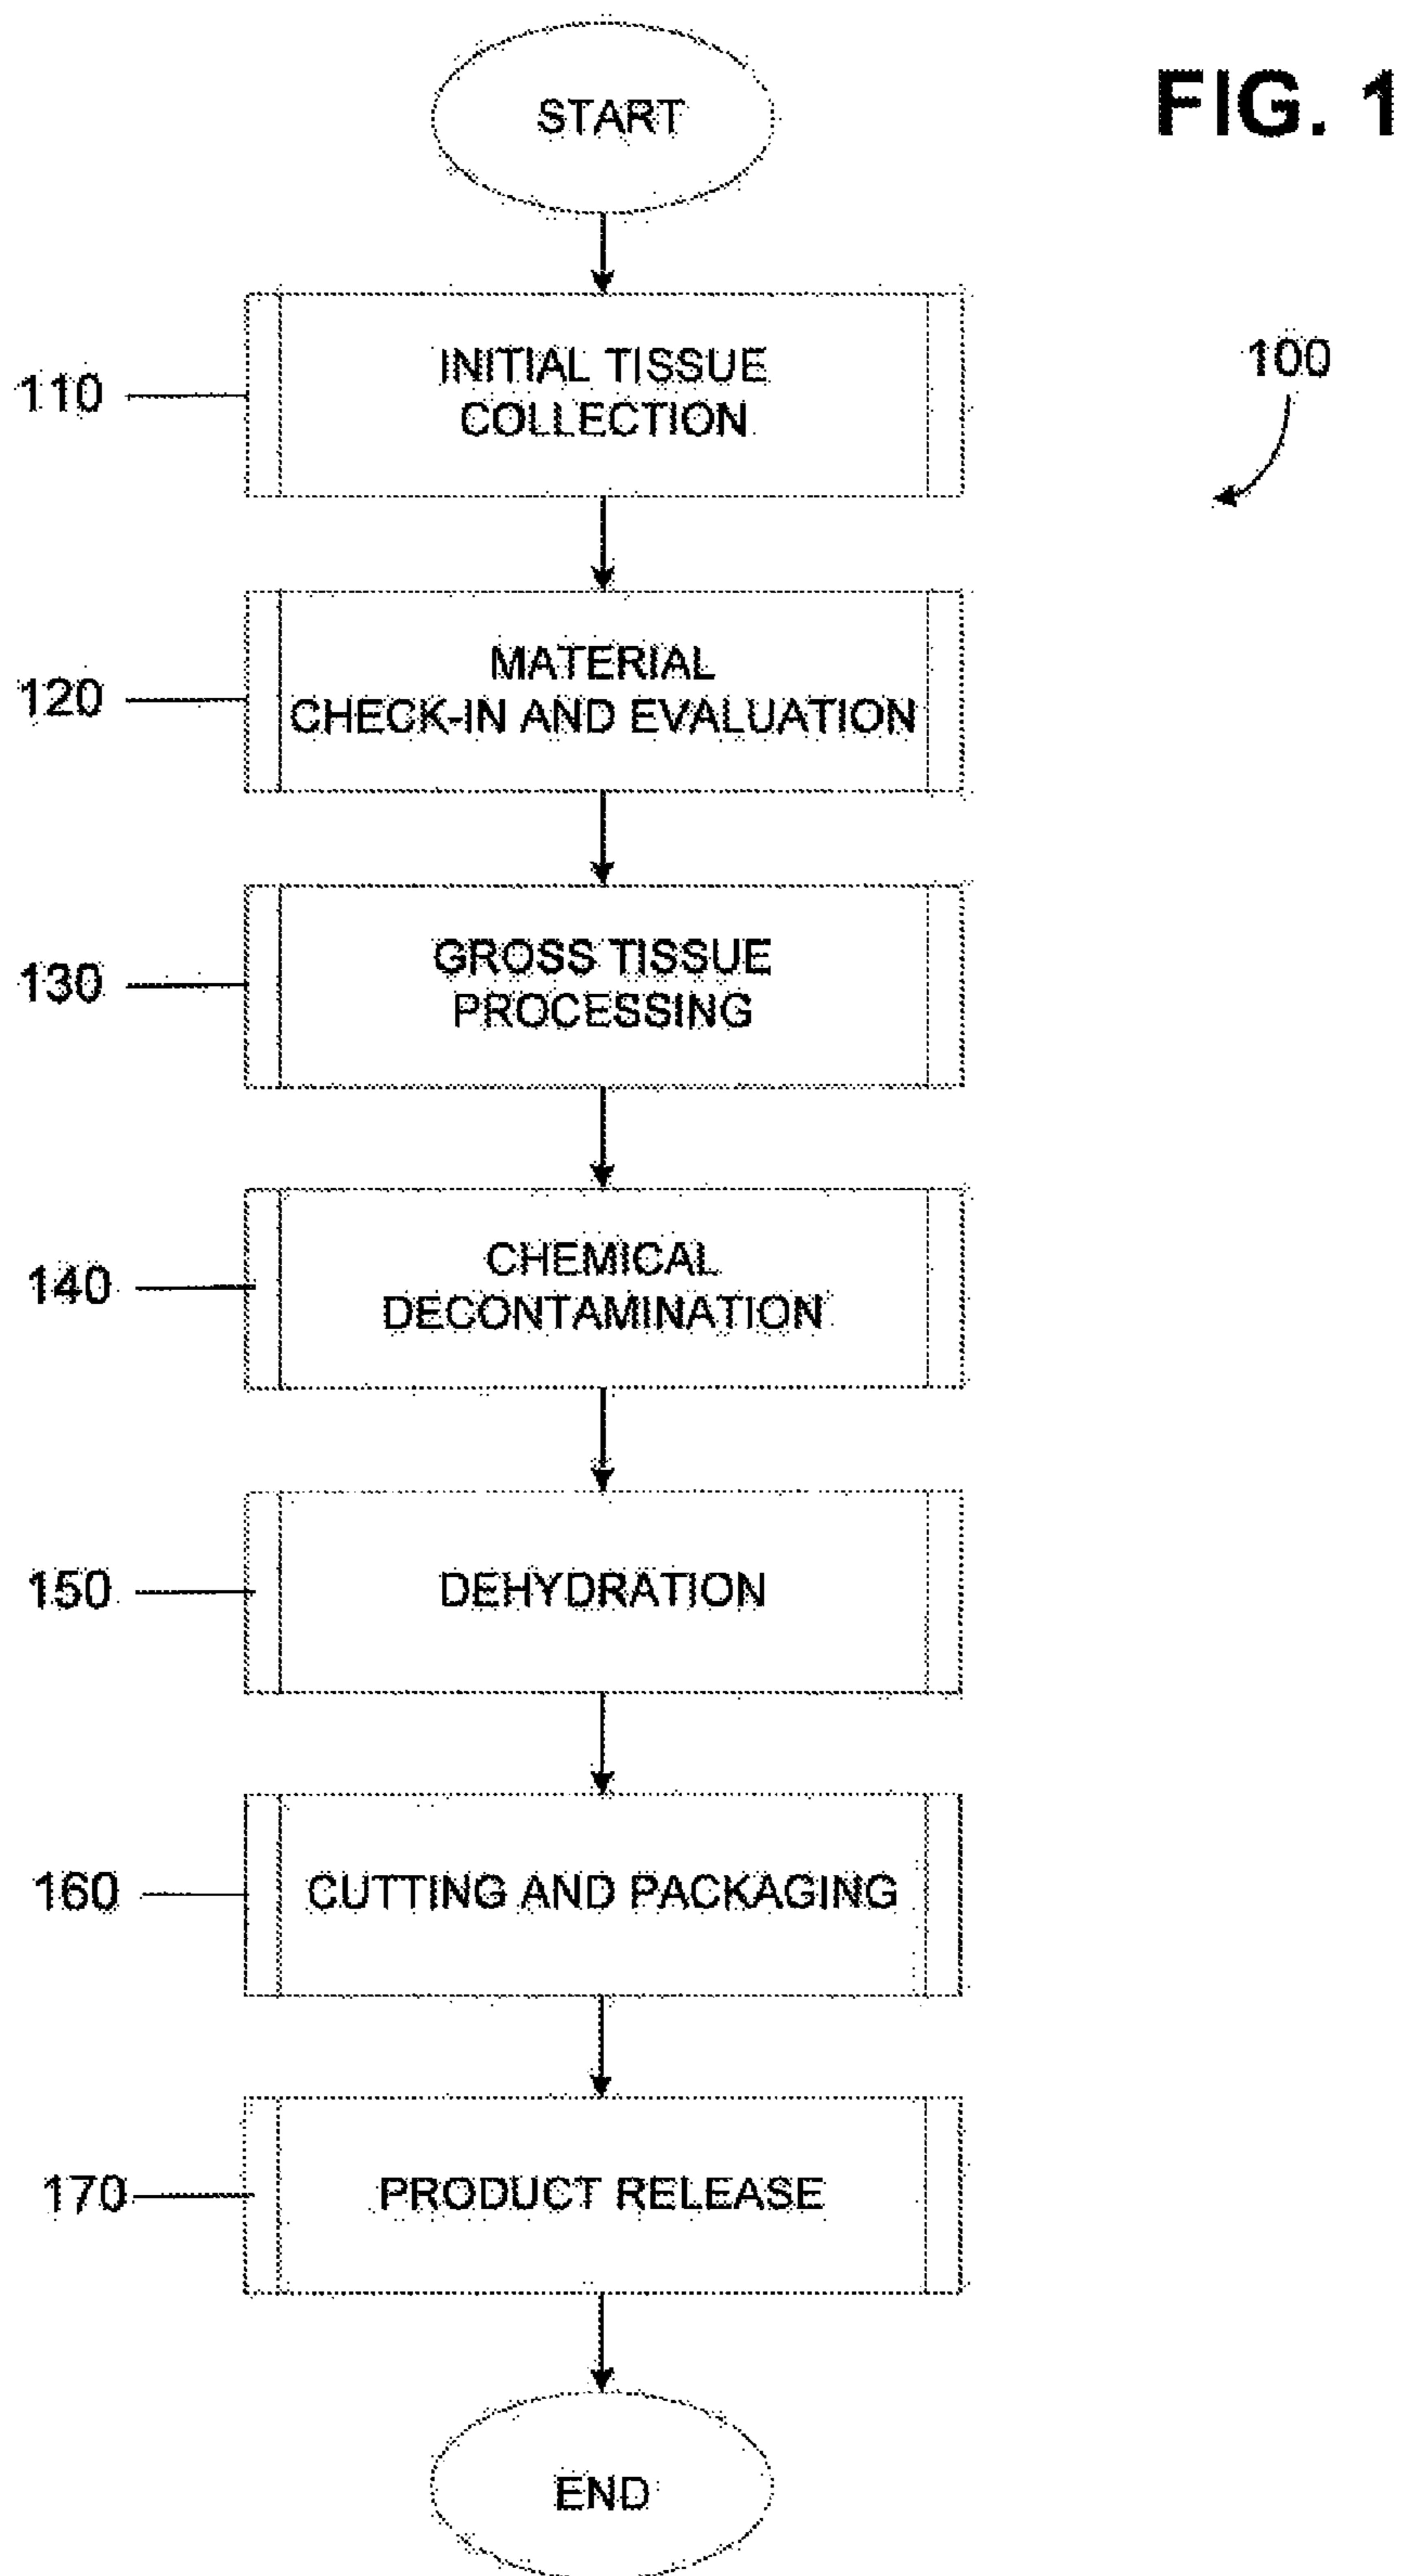 START
FIG. 1
110
INITIAL TISSUE
COLLECTION
100
120
MATERIAL
CHECK-IN AND EVALUATION
130
GROSS TISSUE
PROCESSING
140
CHEMICAL
DECONTAMINATION
150
DEHYDRATION
160
CUTTING AND PACKAGING
170
PRODUCT RELEASE
END